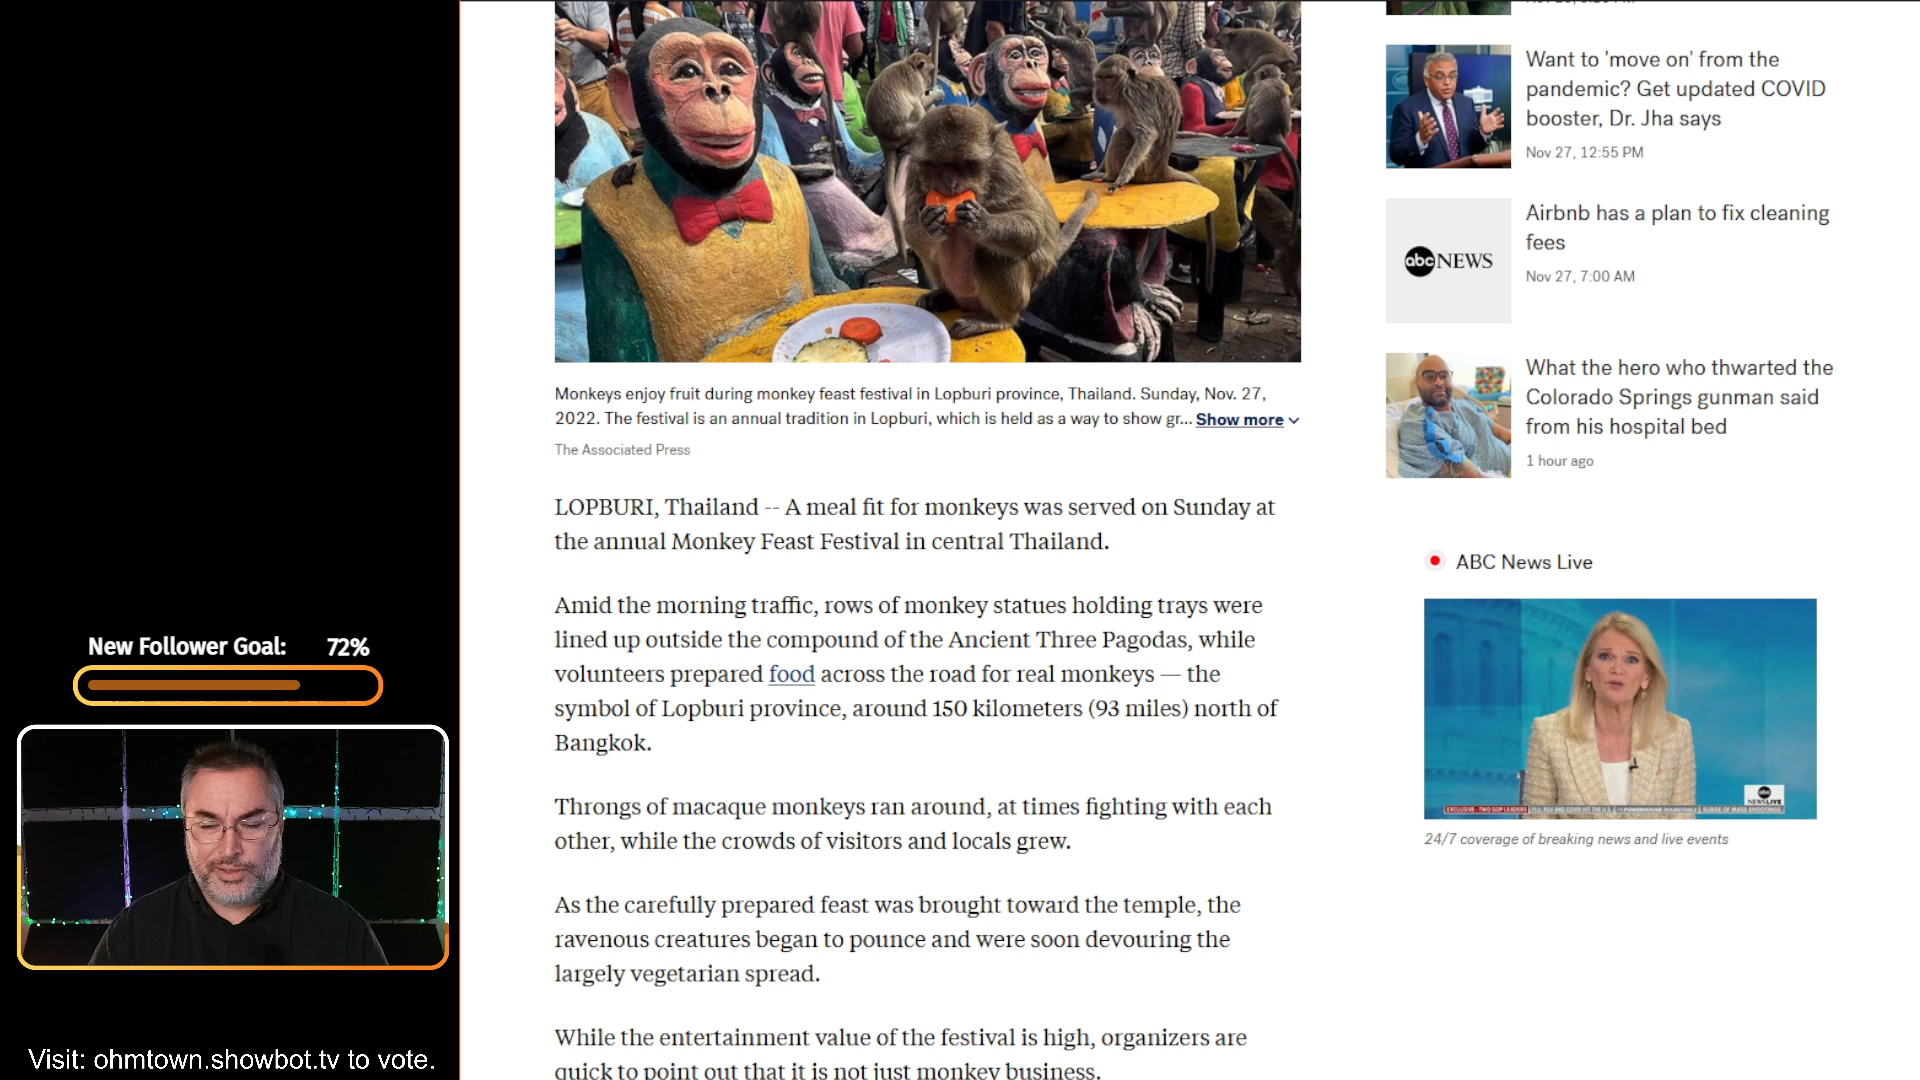 New Follower Goal: 72%
Visit: ohmtown.showbot.tv to vote.
Monkeys enjoy fruit during monkey feast festival in Lopburi province, Thailand. Sunday, Nov. 27,
2022. The festival is an annual tradition in Lopburi, which is held as a way to show gr... Show more
The Associated Press
LOPBURI, Thailand -- A meal fit for monkeys was served on Sunday at
the annual Monkey Feast Festival in central Thailand.
Amid the morning traffic, rows of monkey statues holding trays were
lined up outside the compound of the Ancient Three Pagodas, while
volunteers prepared food across the road for real monkeys — the
symbol of Lopburi province, around 150 kilometers (93 miles) north of
Bangkok.
Throngs of macaque monkeys ran around, at times fighting with each
other, while the crowds of visitors and locals grew.
As the carefully prepared feast was brought toward the temple, the
ravenous creatures began to pounce and were soon devouring the
largely vegetarian spread.
While the entertainment value of the festival is high, organizers are
quick to point out that it is not just monkey business.
Want to 'move on' from the
pandemic? Get updated COVID
booster, Dr. Jha says
Nov 27, 12:55 PM
abc NEWS
Airbnb has a plan to fix cleaning
fees
Nov 27, 7:00 AM
What the hero who thwarted the
Colorado Springs gunman said
from his hospital bed
1 hour ago
ABC News Live
abc
NEWSLIVE
EXCLUSIVE - TWO GOP LEADERS
24/7 coverage of breaking news and live events